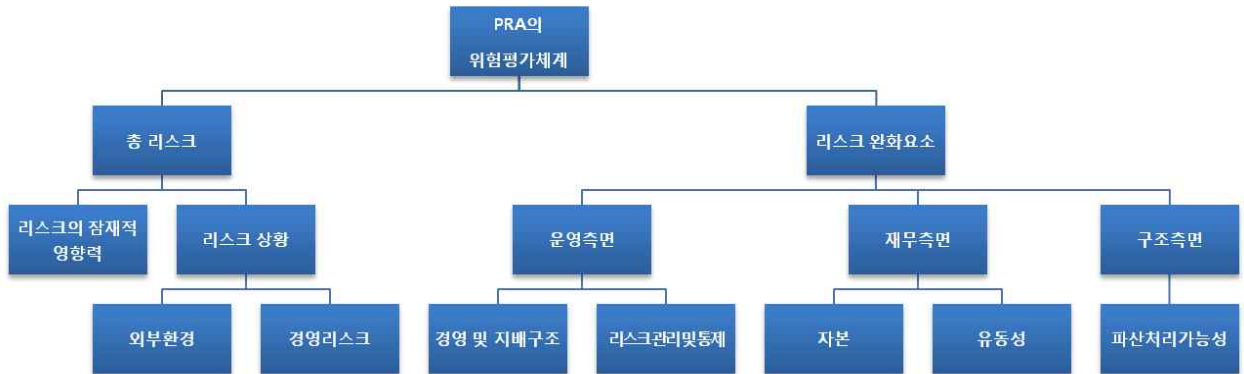 PRA의
위험평가체계
총 리스크
리스크 완화요소
리스크의 잠재적
영향력
리스크 상황
운영측면
재무측면
구조측면
외부환경
경영리스크
경영 및 지배구조
리스크관리및통제
자본
유동성
파산처리가능성